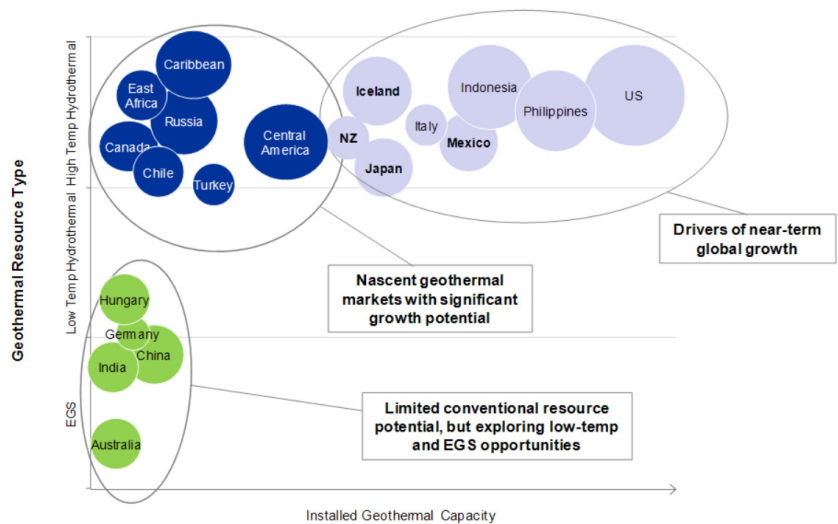 Geothermal Resource Type
High Temp Hydrothermal
Low Temp Hydrothermal
EGS
Caribbean
East
Africa
Russia
Canada
Chile
Turkey
Central
America
Iceland
NZ
Japan
Italy
Mexico
Indonesia
Philippines
US
Drivers of near-term
global growth
Nascent geothermal
markets with significant
growth potential
Hungary
Germany
China
India
Australia
Limited conventional resource
potential, but exploring low-temp
and EGS opportunities
Installed Geothermal Capacity